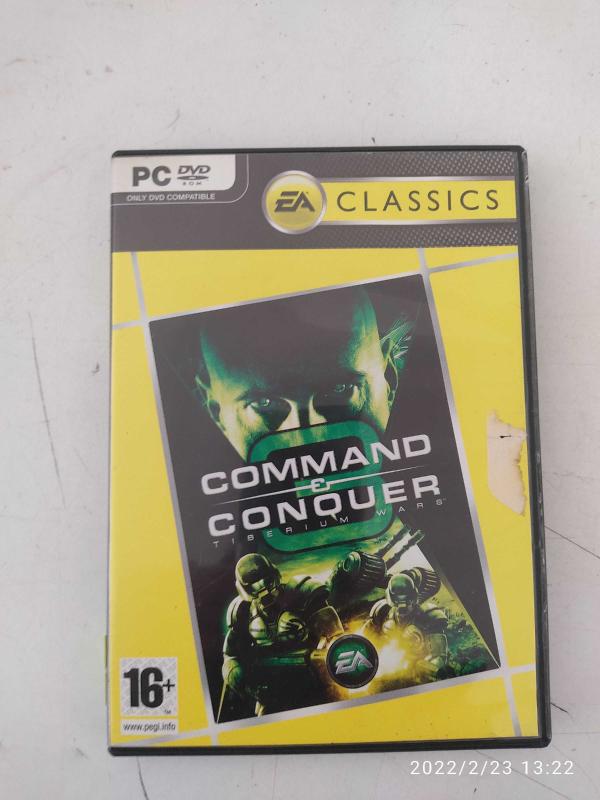 PC DVD
ROM
ONLY DVD COMPATIBLE
EA CLASSICS
3
COMMAND
&
CONQUER
TIBERIUM WARS
EA
16+
www.pegi.info
2022/2/23 13:22